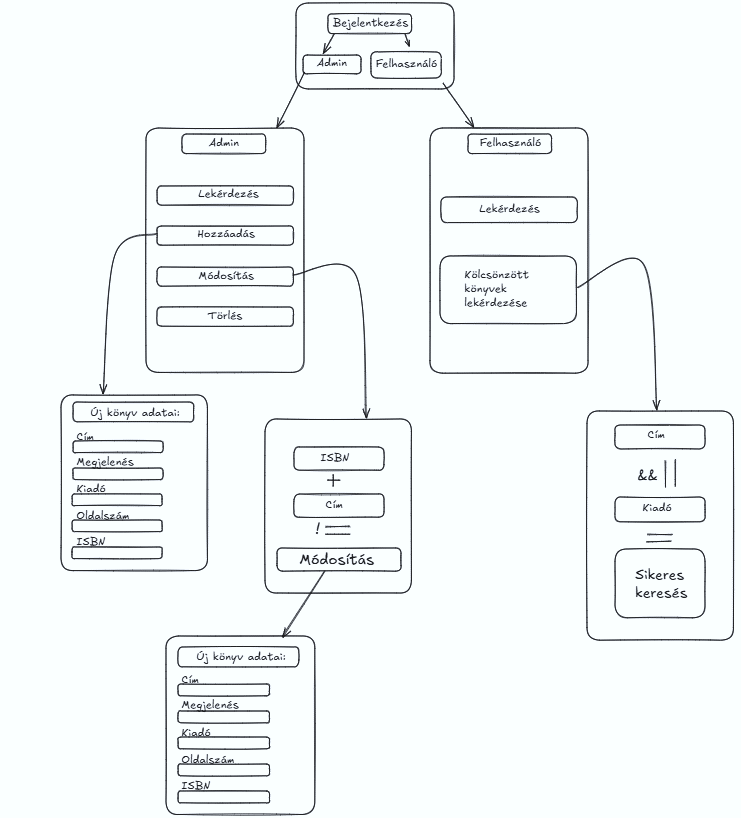 Bejelentkezés
Admin
Felhasználó
Admin
Lekérdezés
Hozzáadás
Módosítás
Törlés
Felhasználó
Lekérdezés
Kölcsönzött
könyvek
lekérdezése
Új könyv adatai:
Cím
Megjelenés
Kiadó
Oldalszám
ISBN
ISBN
+
Cím
! ==
Módosítás
Cím
&& ||
Kiadó
=
Sikeres
keresés
Új könyv adatai:
Cím
Megjelenés
Kiadó
Oldalszám
ISBN